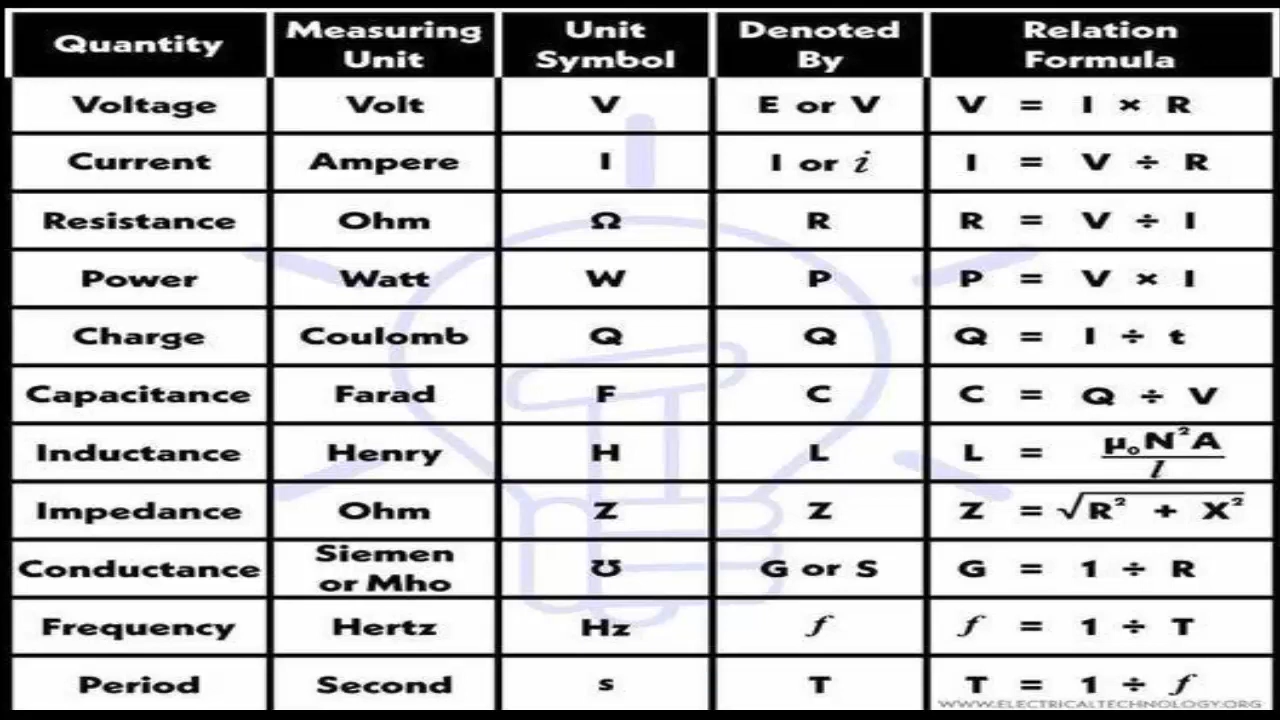 Quantity Measuring Unit Unit Symbol Denoted By Relation Formula
Voltage Volt V E or V V = I × R
Current Ampere I I or i I = V ÷ R
Resistance Ohm Ω R R = V ÷ I
Power Watt W P P = V × I
Charge Coulomb Q Q Q = I ÷ t
Capacitance Farad F C C = Q ÷ V
Inductance Henry H L L = μ₀N²A / l
Impedance Ohm Z Z Z = √R² + X²
Conductance Siemen or Mho ℧ G or S G = 1 ÷ R
Frequency Hertz Hz f f = 1 ÷ T
Period Second s T T = 1 ÷ f
WWW.ELECTRICALTECHNOLOGY.ORG